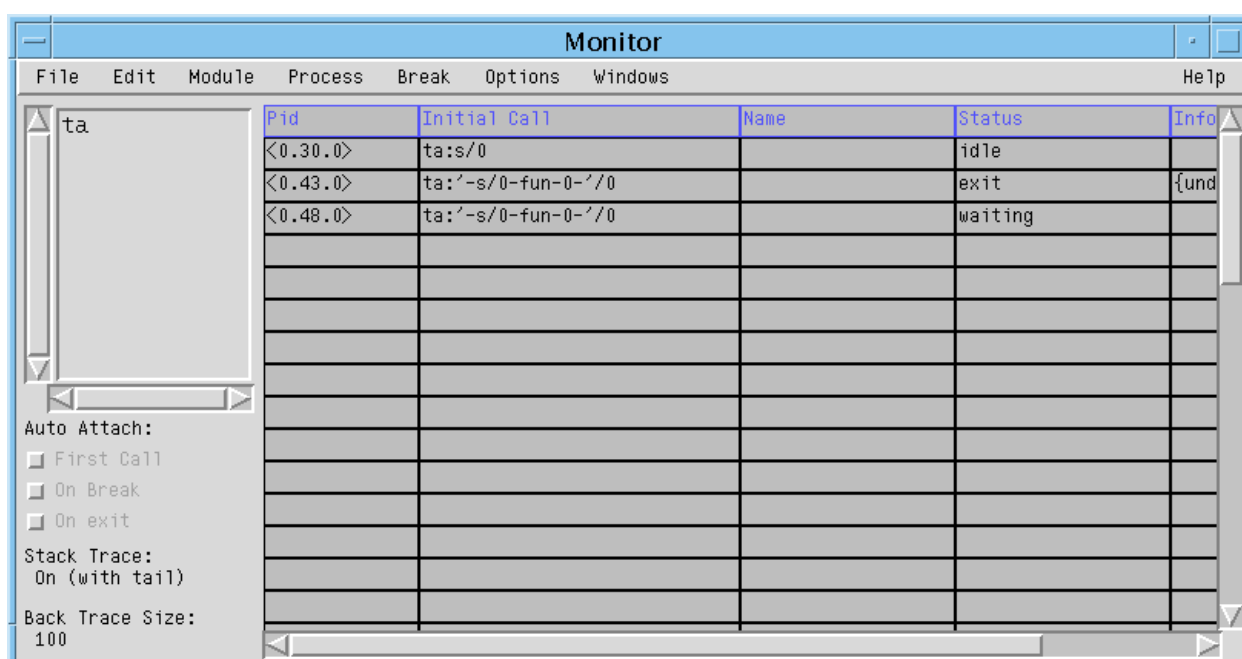 Monitor
File Edit Module Process Break Options Windows Help
ta
Pid Initial Call Name Status Info
<0.30.0> ta:s/0 idle
<0.43.0> ta:'-s/0-fun-0-'/0 exit {und
<0.48.0> ta:'-s/0-fun-0-'/0 waiting
Auto Attach:
First Call
On Break
On exit
Stack Trace:
On (with tail)
Back Trace Size:
100